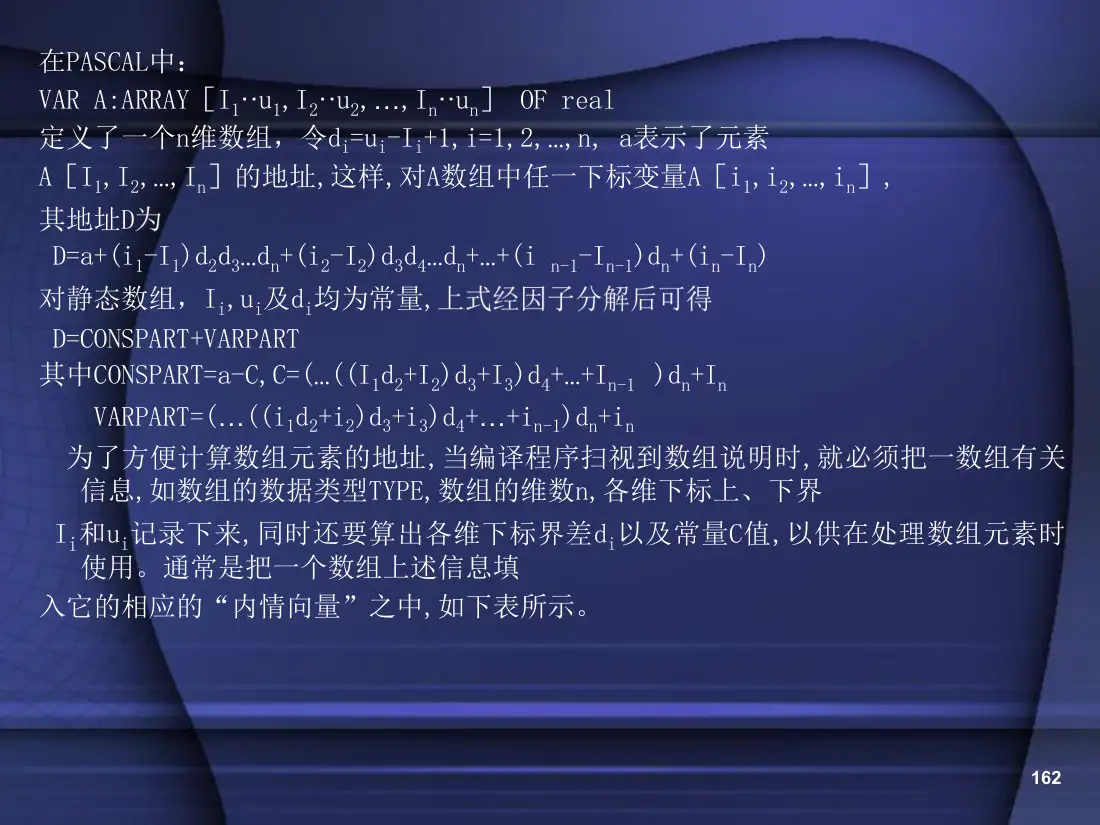 在PASCAL中：
VAR A:ARRAY［I₁··u₁,I₂··u₂,…,Iₙ··uₙ］ OF real
定义了一个n维数组，令dᵢ=uᵢ-Iᵢ+1,i=1,2,…,n, a表示了元素
A［I₁,I₂,…,Iₙ］的地址,这样,对A数组中任一下标变量A［i₁,i₂,…,iₙ］,
其地址D为
D=a+(i₁-I₁)d₂d₃…dₙ+(i₂-I₂)d₃d₄…dₙ+…+(i ₙ₋₁-Iₙ₋₁)dₙ+(iₙ-Iₙ)
对静态数组，Iᵢ,uᵢ及dᵢ均为常量,上式经因子分解后可得
D=CONSPART+VARPART
其中CONSPART=a-C,C=(…((I₁d₂+I₂)d₃+I₃)d₄+…+Iₙ₋₁ )dₙ+Iₙ
VARPART=(…((i₁d₂+i₂)d₃+i₃)d₄+…+iₙ₋₁)dₙ+iₙ
为了方便计算数组元素的地址,当编译程序扫视到数组说明时,就必须把一数组有关
信息,如数组的数据类型TYPE,数组的维数n,各维下标上、下界
Iᵢ和uᵢ记录下来,同时还要算出各维下标界差dᵢ以及常量C值,以供在处理数组元素时
使用。通常是把一个数组上述信息填
入它的相应的“内情向量”之中,如下表所示。
162